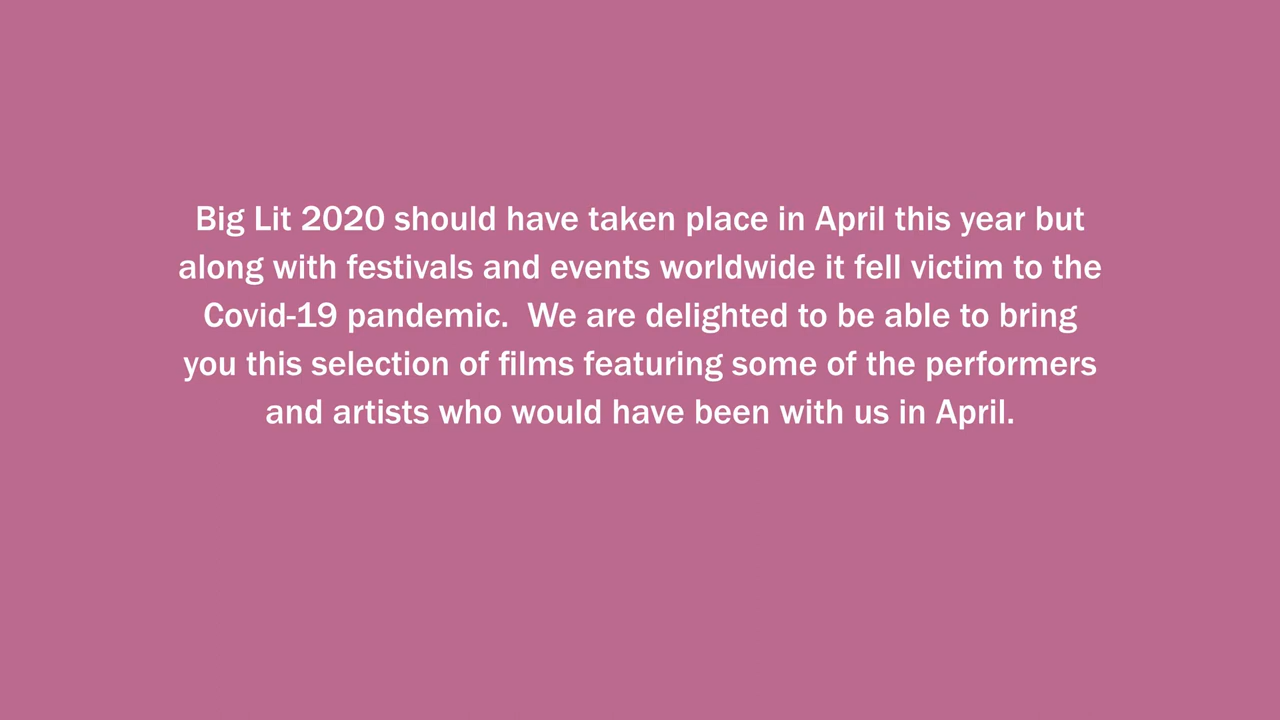 Big Lit 2020 should have taken place in April this year but
along with festivals and events worldwide it fell victim to the
Covid-19 pandemic.  We are delighted to be able to bring
you this selection of films featuring some of the performers
and artists who would have been with us in April.